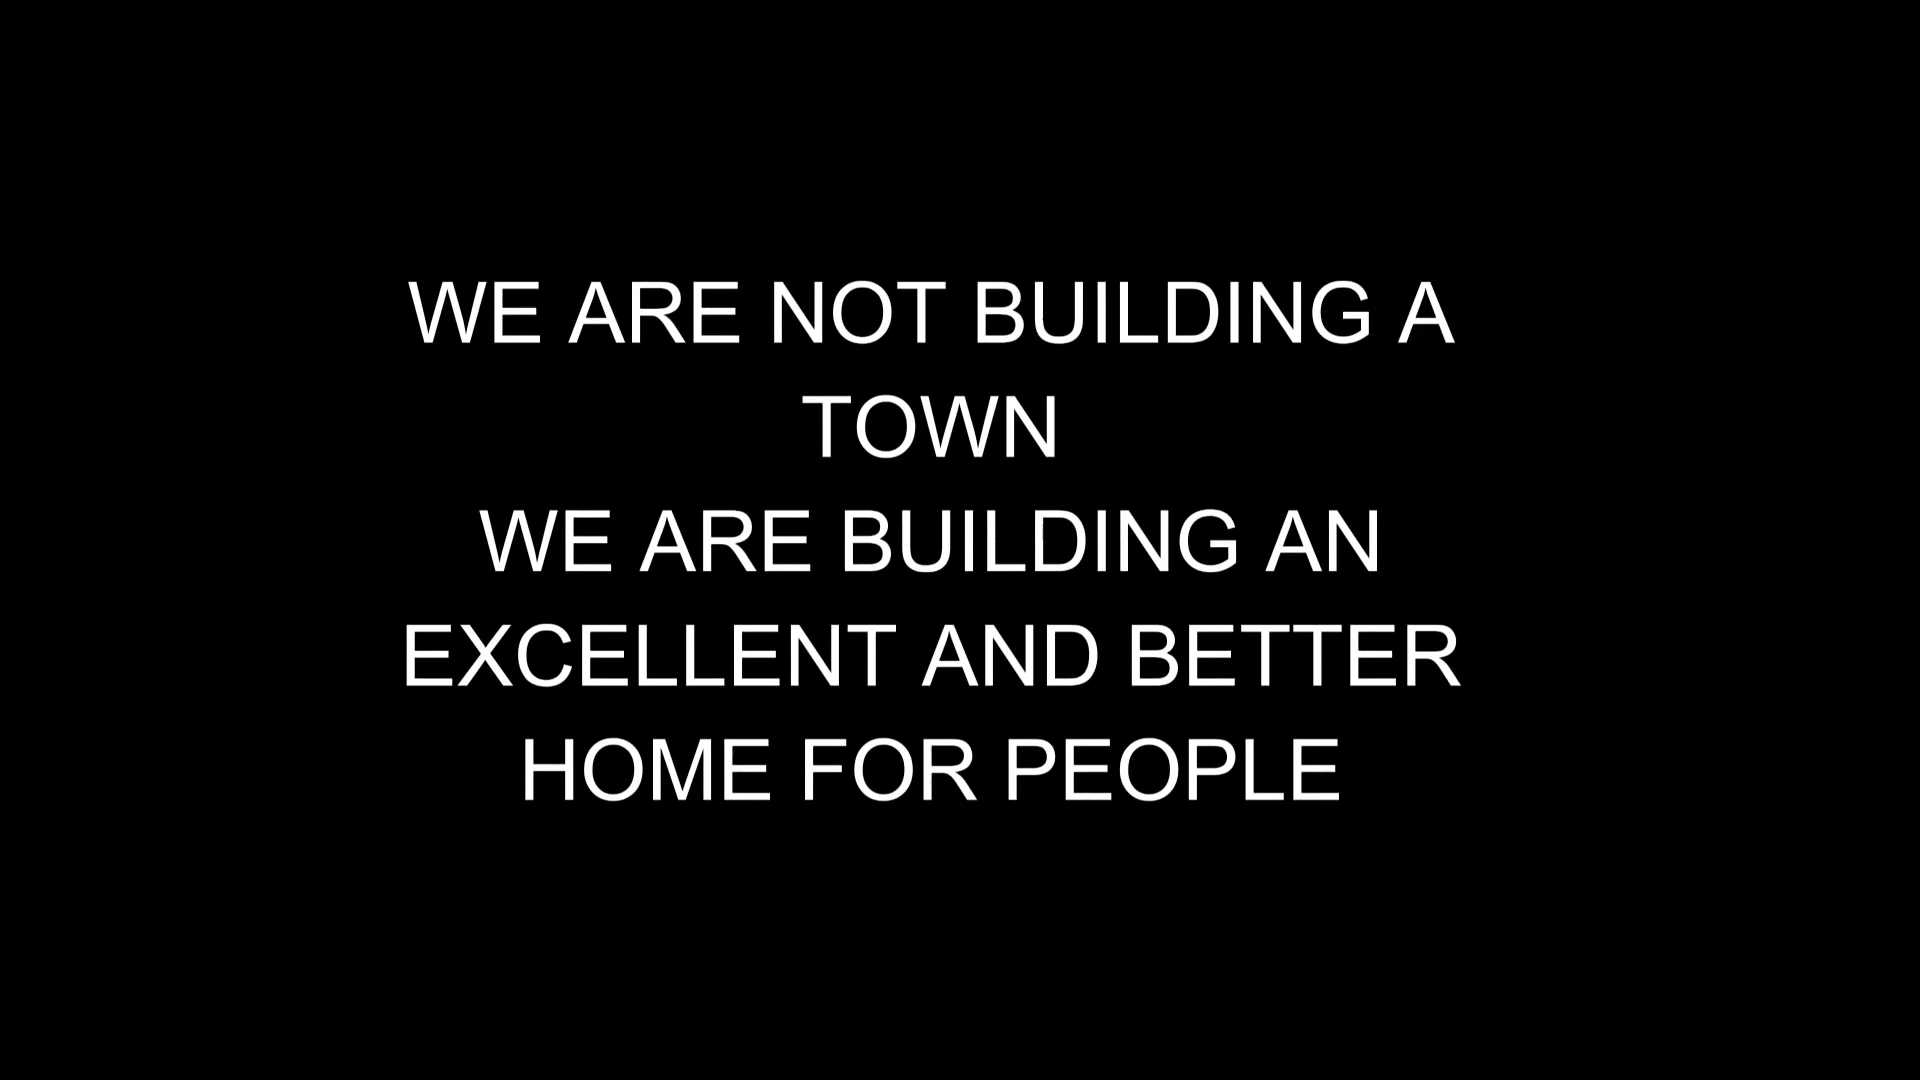 WE ARE NOT BUILDING A
TOWN
WE ARE BUILDING AN
EXCELLENT AND BETTER
HOME FOR PEOPLE